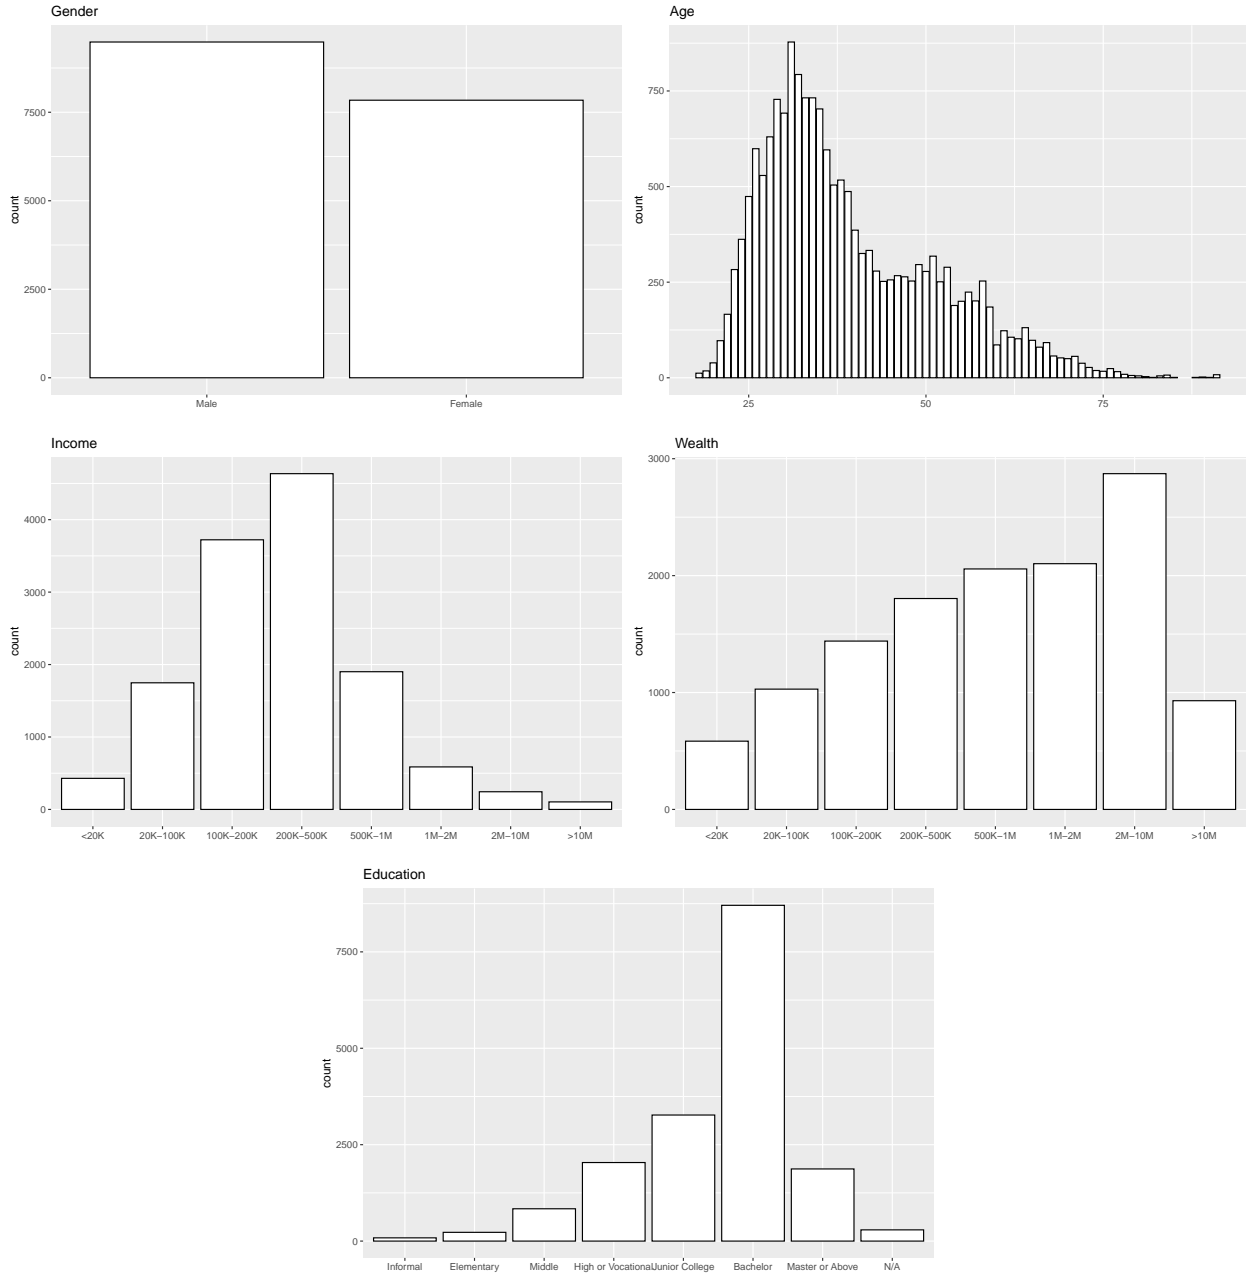 Gender
count
7500
5000
2500
0
Male Female
Age
count
750
500
250
0
25 50 75
Income
count
4000
3000
2000
1000
0
<20K 20K−100K 100K−200K 200K−500K 500K−1M 1M−2M 2M−10M >10M
Wealth
count
3000
2000
1000
0
<20K 20K−100K 100K−200K 200K−500K 500K−1M 1M−2M 2M−10M >10M
Education
count
7500
5000
2500
0
Informal Elementary Middle High or Vocational Junior College Bachelor Master or Above N/A